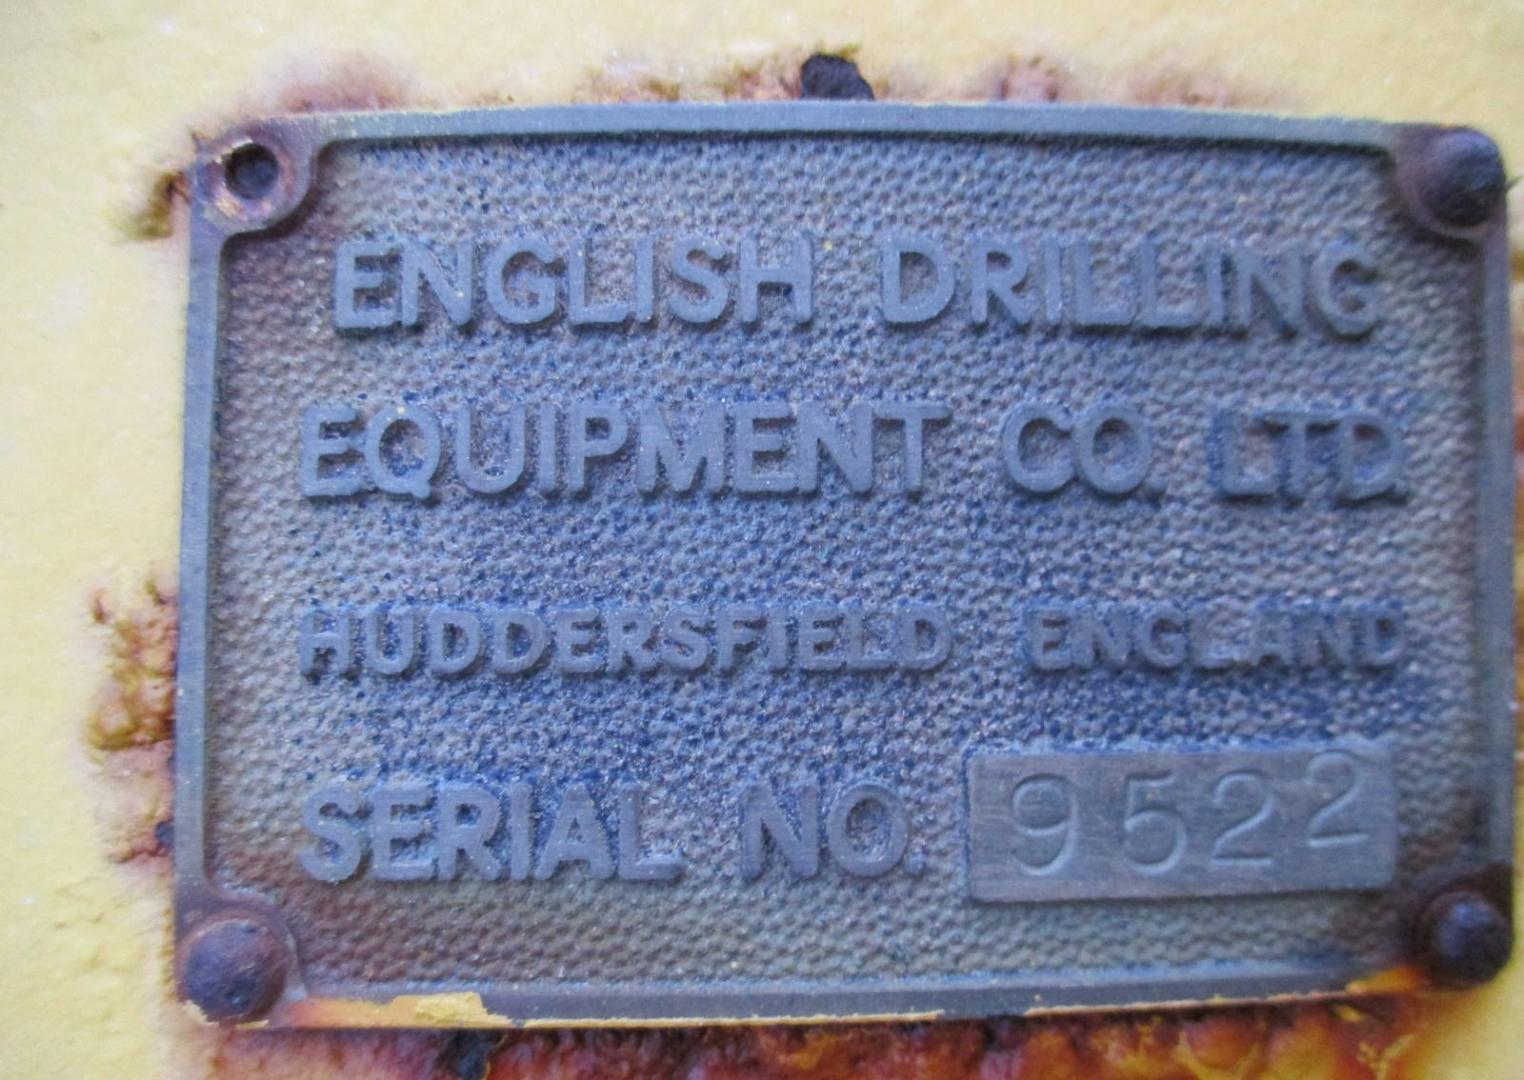 ENGLISH DRILLING
EQUIPMENT CO. LTD.
HUDDERSFIELD ENGLAND
SERIAL NO. 9522